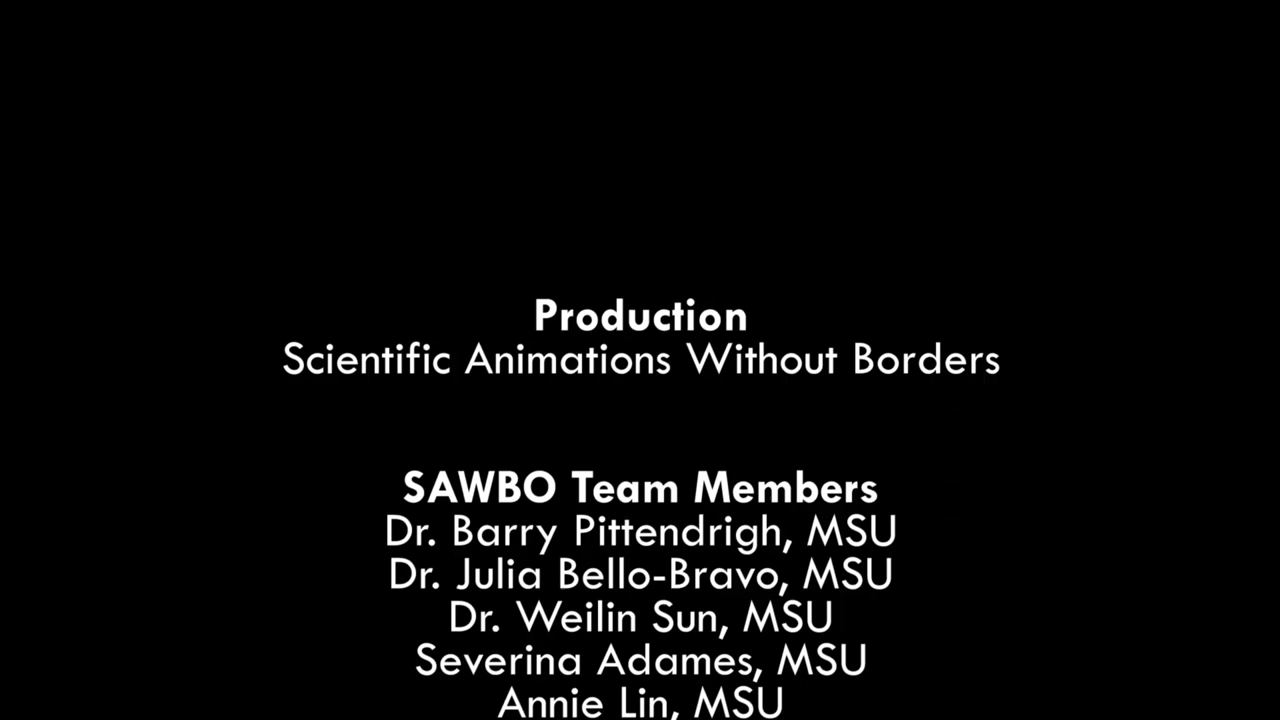 Production
Scientific Animations Without Borders
SAWBO Team Members
Dr. Barry Pittendrigh, MSU
Dr. Julia Bello-Bravo, MSU
Dr. Weilin Sun, MSU
Severina Adames, MSU
Annie Lin, MSU